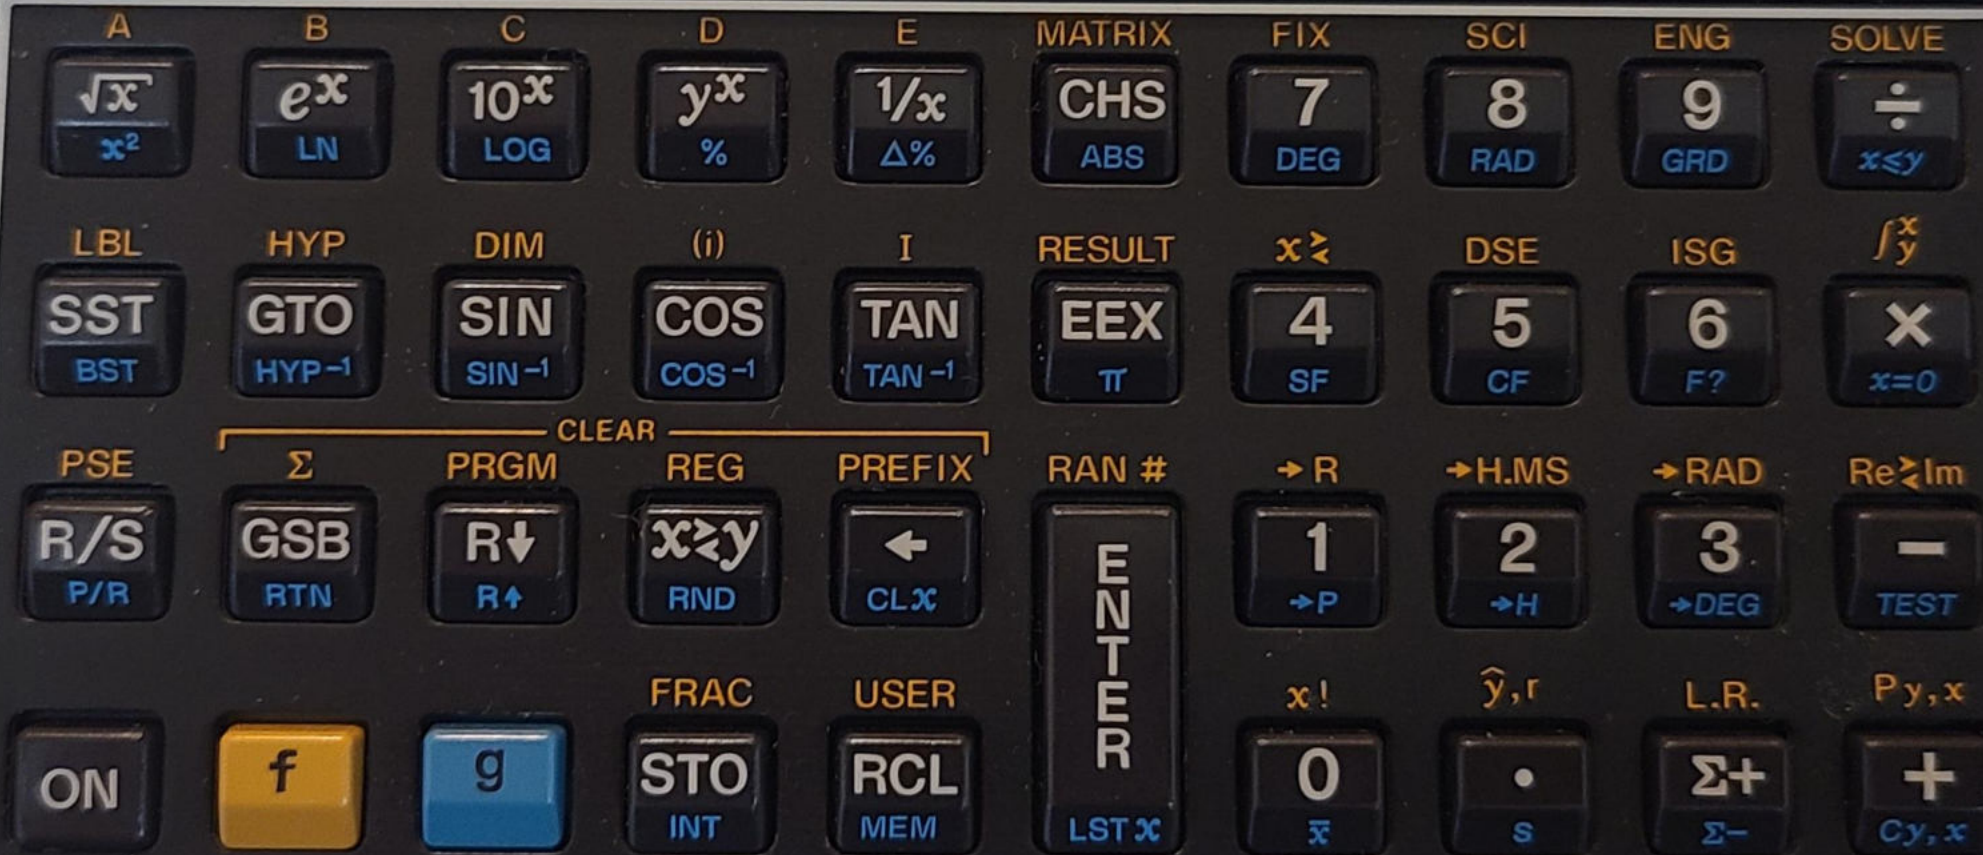 A B C D E MATRIX FIX SCI ENG SOLVE
√x eˣ 10ˣ yˣ 1/x CHS 7 8 9 ÷
x² LN LOG % Δ% ABS DEG RAD GRD x≤y
LBL HYP DIM (i) I RESULT x≷ DSE ISG ∫ˣy
SST GTO SIN COS TAN EEX 4 5 6 ×
BST HYP⁻¹ SIN⁻¹ COS⁻¹ TAN⁻¹ π SF CF F? x=0
CLEAR
PSE Σ PRGM REG PREFIX RAN # →R →H.MS →RAD Re≷Im
R/S GSB R↓ x≷y ← ENTER 1 2 3 −
P/R RTN R↑ RND CLx →P →H →DEG TEST
FRAC USER x! ŷ,r L.R. Py,x
ON f g STO RCL 0 · Σ+ +
INT MEM LST x x̄ s Σ− Cy,x